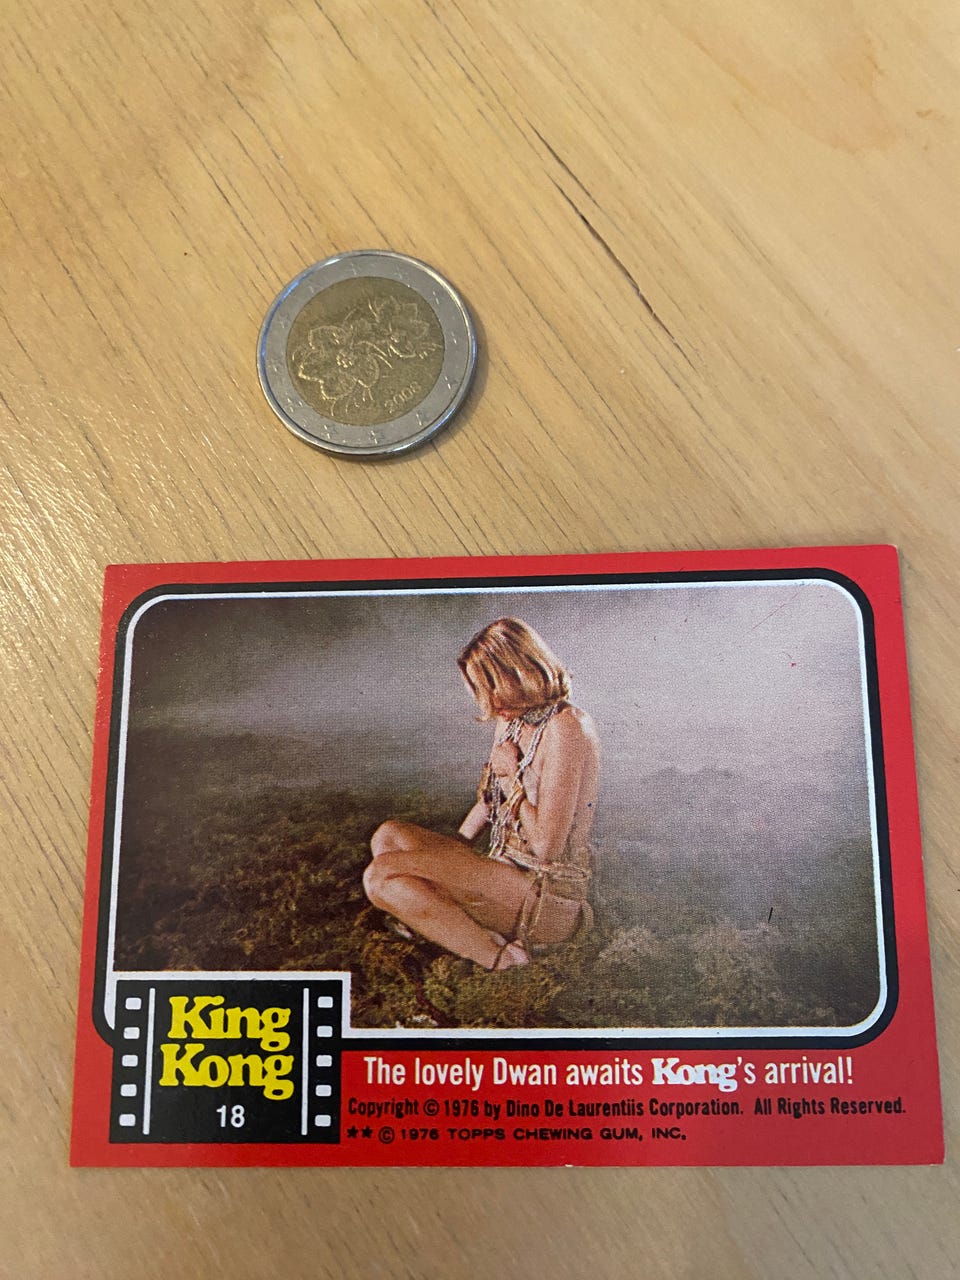 2006
King
Kong
18
The lovely Dwan awaits Kong's arrival!
Copyright © 1976 by Dino De Laurentiis Corporation. All Rights Reserved.
★★ © 1976 TOPPS CHEWING GUM, INC.